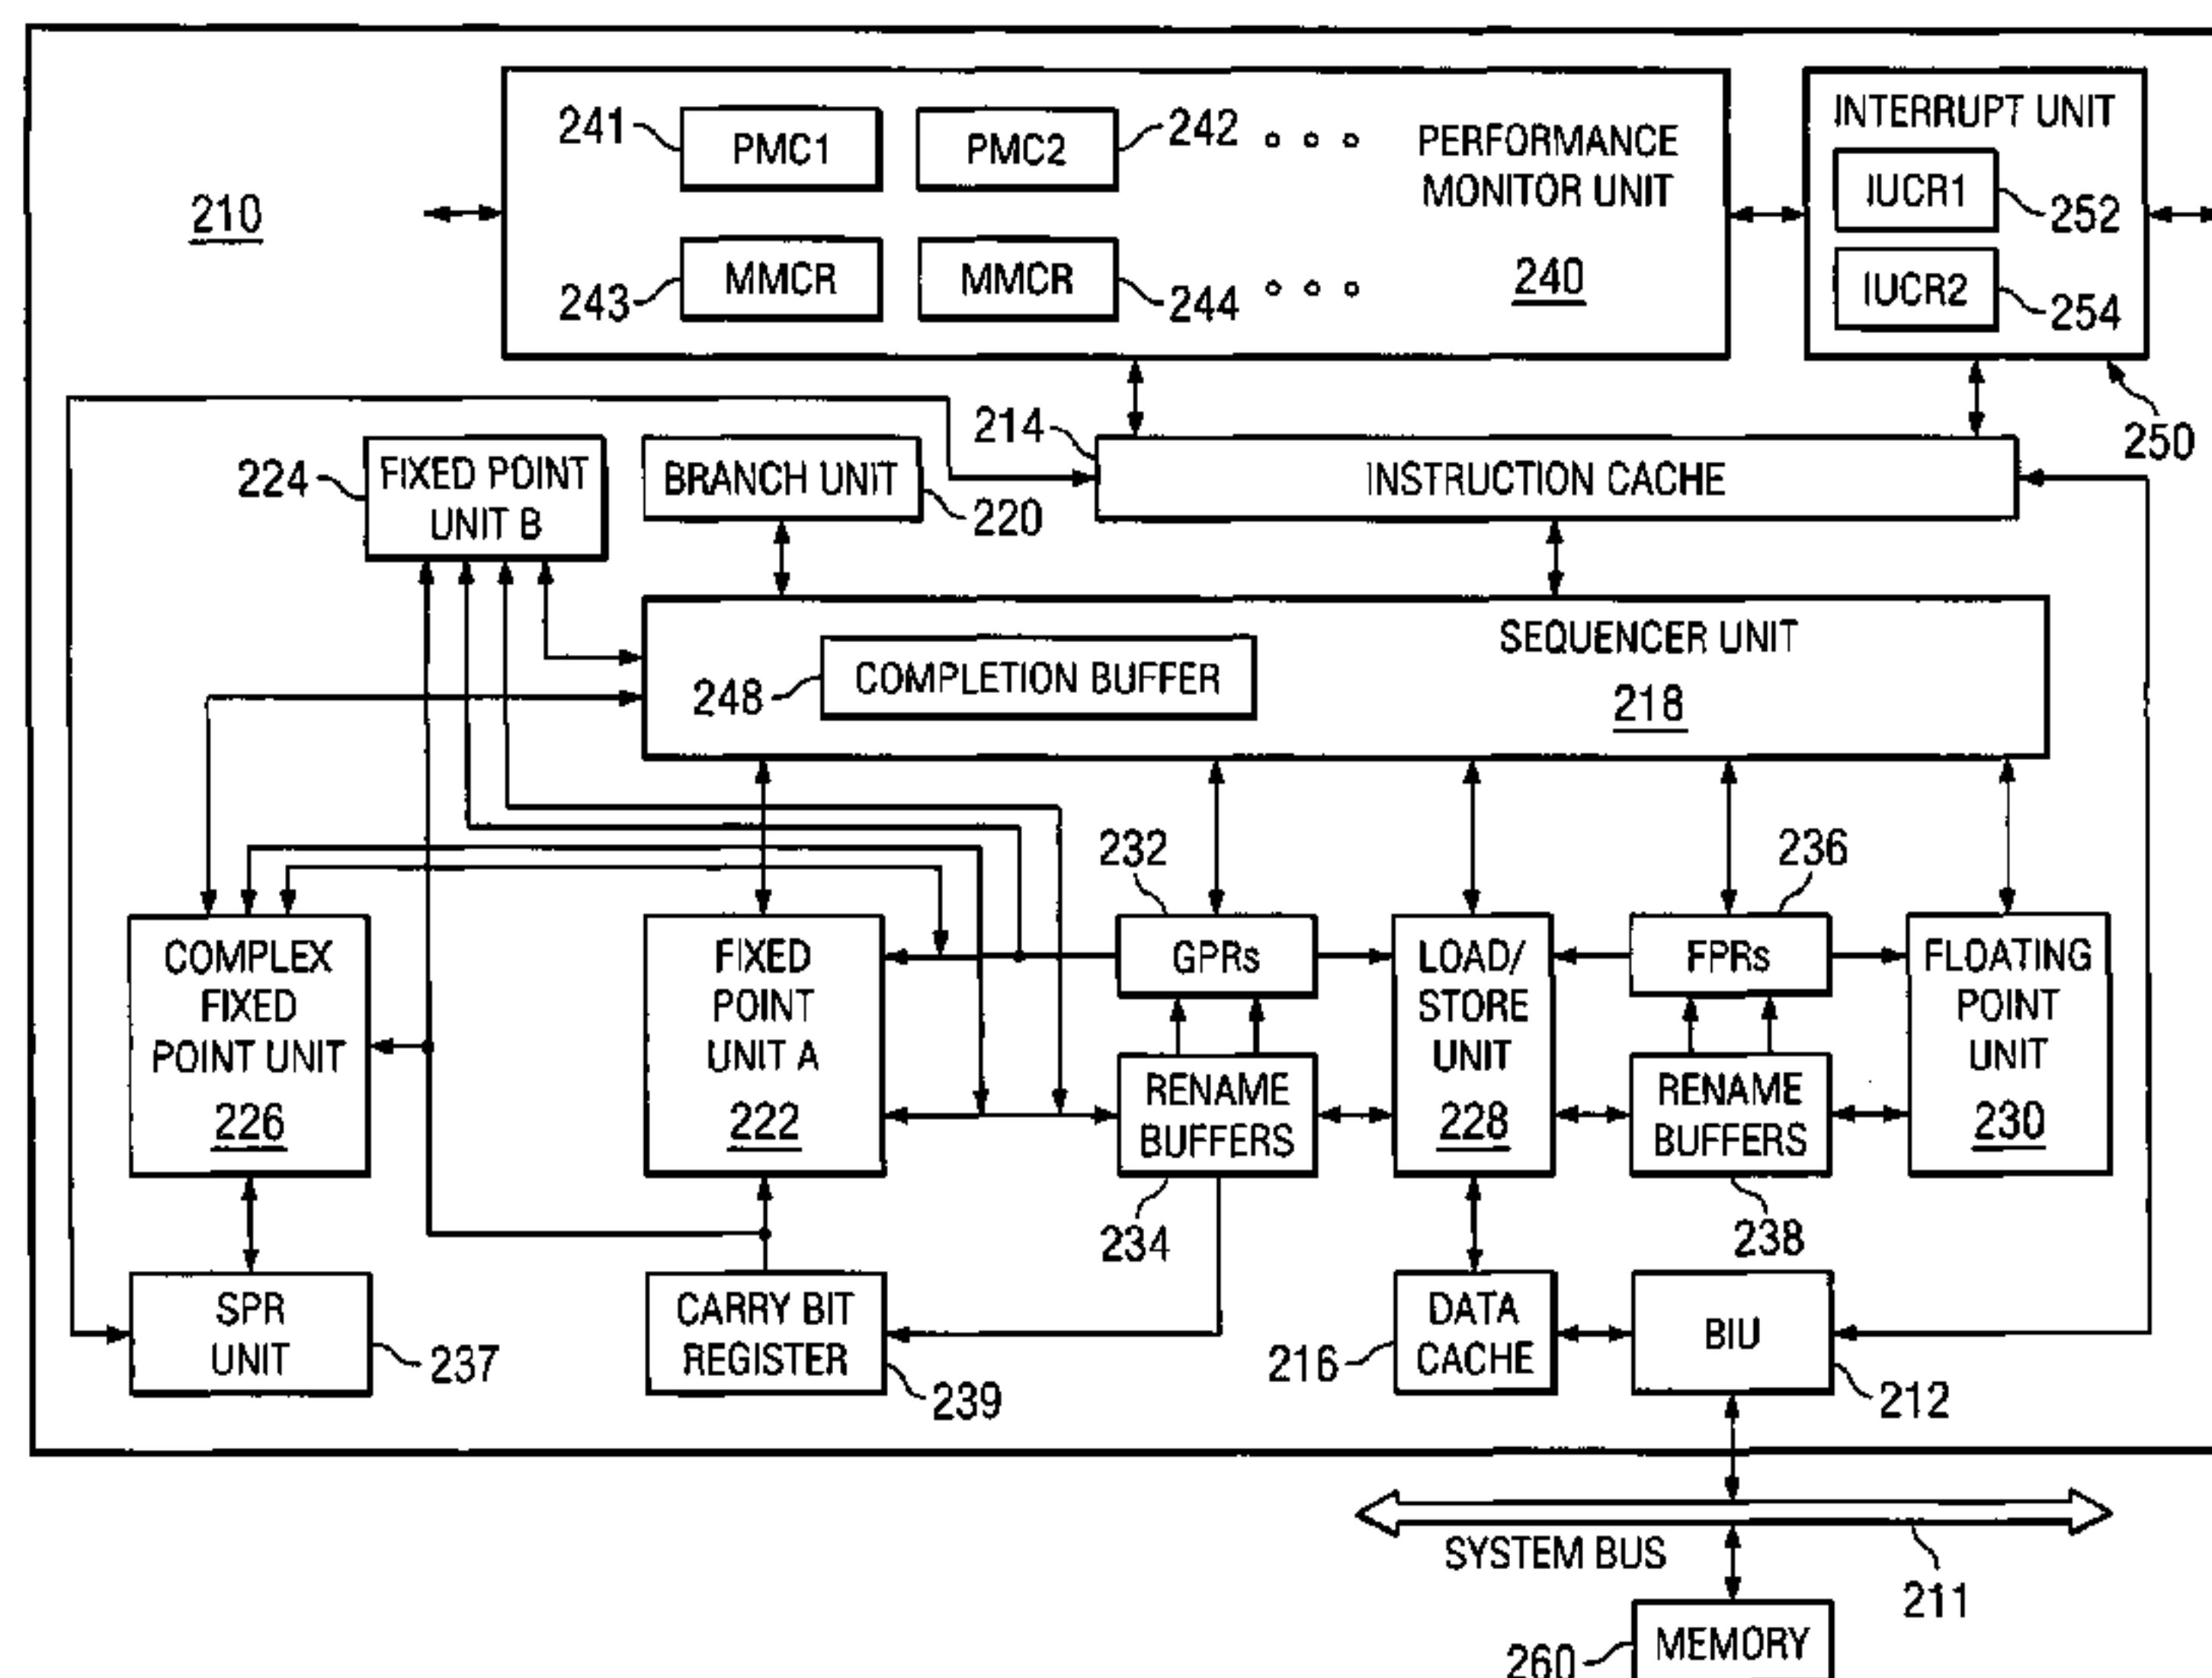 241
PMC1
PMC2
242
PERFORMANCE
MONITOR UNIT
240
243
MMCR
MMCR
244
210
INTERRUPT UNIT
IUCR1
252
IUCR2
254
250
224
FIXED POINT
UNIT B
BRANCH UNIT
220
214
INSTRUCTION CACHE
SEQUENCER UNIT
218
248
COMPLETION BUFFER
232
236
COMPLEX
FIXED
POINT UNIT
226
FIXED
POINT
UNIT A
222
GPRs
RENAME
BUFFERS
234
LOAD/
STORE
UNIT
228
FPRs
RENAME
BUFFERS
238
FLOATING
POINT
UNIT
230
SPR
UNIT
237
CARRY BIT
REGISTER
239
216
DATA
CACHE
BIU
212
SYSTEM BUS
211
260
MEMORY